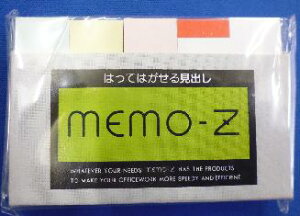 はってはがせる見出し
MEMO-Z
WHATEVER YOUR NEEDS MEMO-Z HAS THE PRODUCTS
TO MAKE YOUR OFFICEWORK MORE SPEEDY AND EFFICIENT.